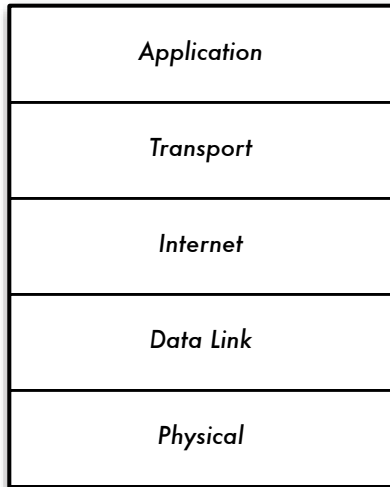 Application
Transport
Internet
Data Link
Physical